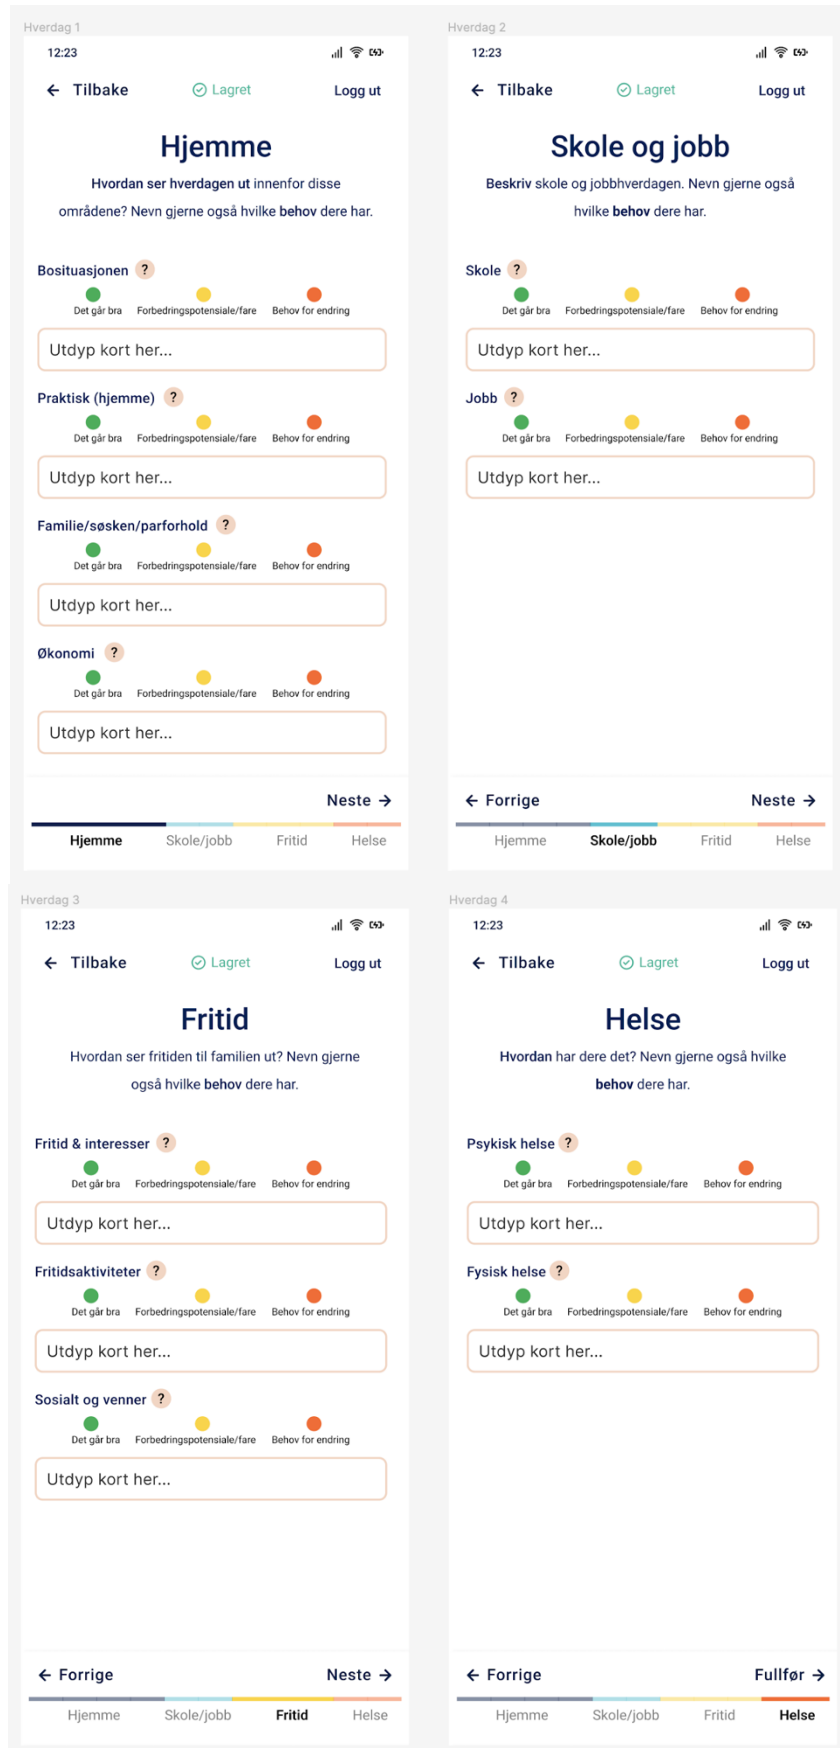 Hverdag 1
12:23
← Tilbake
Lagret
Logg ut
Hjemme
Hvordan ser hverdagen ut innenfor disse
områdene? Nevn gjerne også hvilke behov dere har.
Bosituasjonen ?
Det går bra Forbedringspotensiale/fare Behov for endring
Utdyp kort her...
Praktisk (hjemme) ?
Det går bra Forbedringspotensiale/fare Behov for endring
Utdyp kort her...
Familie/søsken/parforhold ?
Det går bra Forbedringspotensiale/fare Behov for endring
Utdyp kort her...
Økonomi ?
Det går bra Forbedringspotensiale/fare Behov for endring
Utdyp kort her...
Neste →
Hjemme Skole/jobb Fritid Helse
Hverdag 2
12:23
← Tilbake
Lagret
Logg ut
Skole og jobb
Beskriv skole og jobbhverdagen. Nevn gjerne også
hvilke behov dere har.
Skole ?
Det går bra Forbedringspotensiale/fare Behov for endring
Utdyp kort her...
Jobb ?
Det går bra Forbedringspotensiale/fare Behov for endring
Utdyp kort her...
← Forrige Neste →
Hjemme Skole/jobb Fritid Helse
Hverdag 3
12:23
← Tilbake
Lagret
Logg ut
Fritid
Hvordan ser fritiden til familien ut? Nevn gjerne
også hvilke behov dere har.
Fritid & interesser ?
Det går bra Forbedringspotensiale/fare Behov for endring
Utdyp kort her...
Fritidsaktiviteter ?
Det går bra Forbedringspotensiale/fare Behov for endring
Utdyp kort her...
Sosialt og venner ?
Det går bra Forbedringspotensiale/fare Behov for endring
Utdyp kort her...
← Forrige Neste →
Hjemme Skole/jobb Fritid Helse
Hverdag 4
12:23
← Tilbake
Lagret
Logg ut
Helse
Hvordan har dere det? Nevn gjerne også hvilke
behov dere har.
Psykisk helse ?
Det går bra Forbedringspotensiale/fare Behov for endring
Utdyp kort her...
Fysisk helse ?
Det går bra Forbedringspotensiale/fare Behov for endring
Utdyp kort her...
← Forrige Fullfør →
Hjemme Skole/jobb Fritid Helse